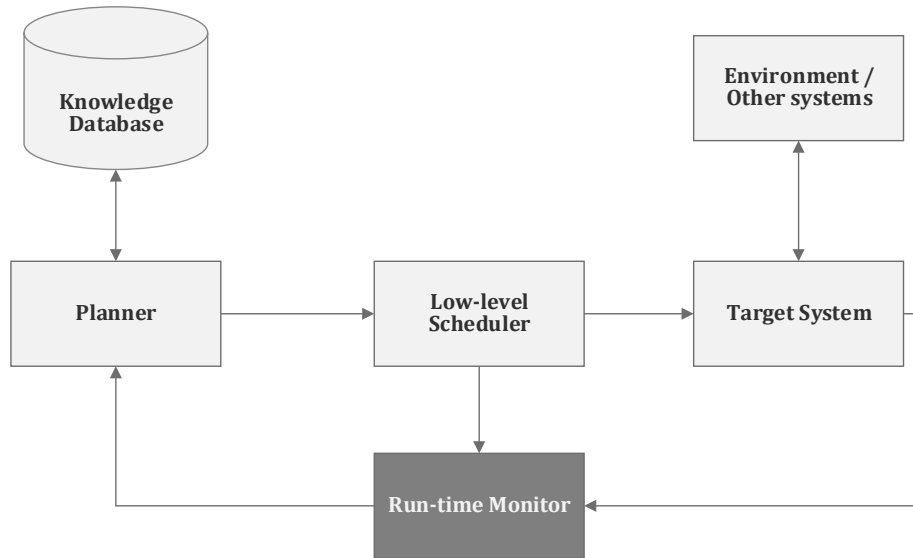 Knowledge
Database
Environment /
Other systems
Planner
Low-level
Scheduler
Target System
Run-time Monitor